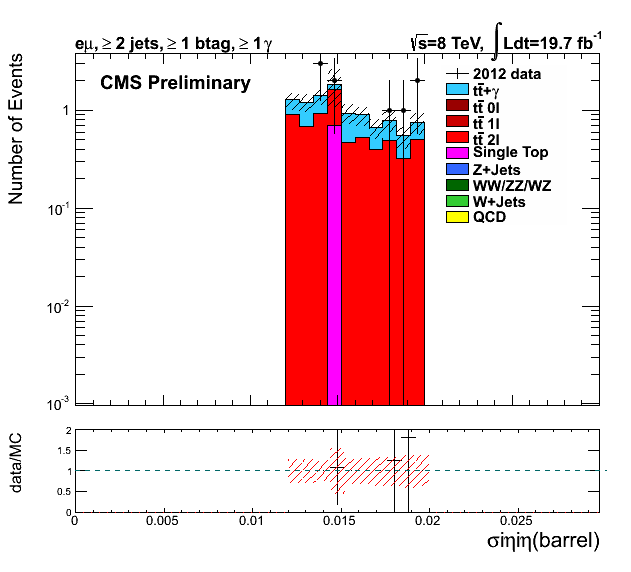 eμ, ≥ 2 jets, ≥ 1 btag, ≥ 1 γ
√s=8 TeV, ∫ Ldt=19.7 fb⁻¹
CMS Preliminary
Number of Events
2012 data
tt̄+γ
tt̄ 0l
tt̄ 1l
tt̄ 2l
Single Top
Z+Jets
WW/ZZ/WZ
W+Jets
QCD
1
10⁻¹
10⁻²
10⁻³
data/MC
2
1.5
1
0.5
0
0 0.005 0.01 0.015 0.02 0.025
σiηiη(barrel)